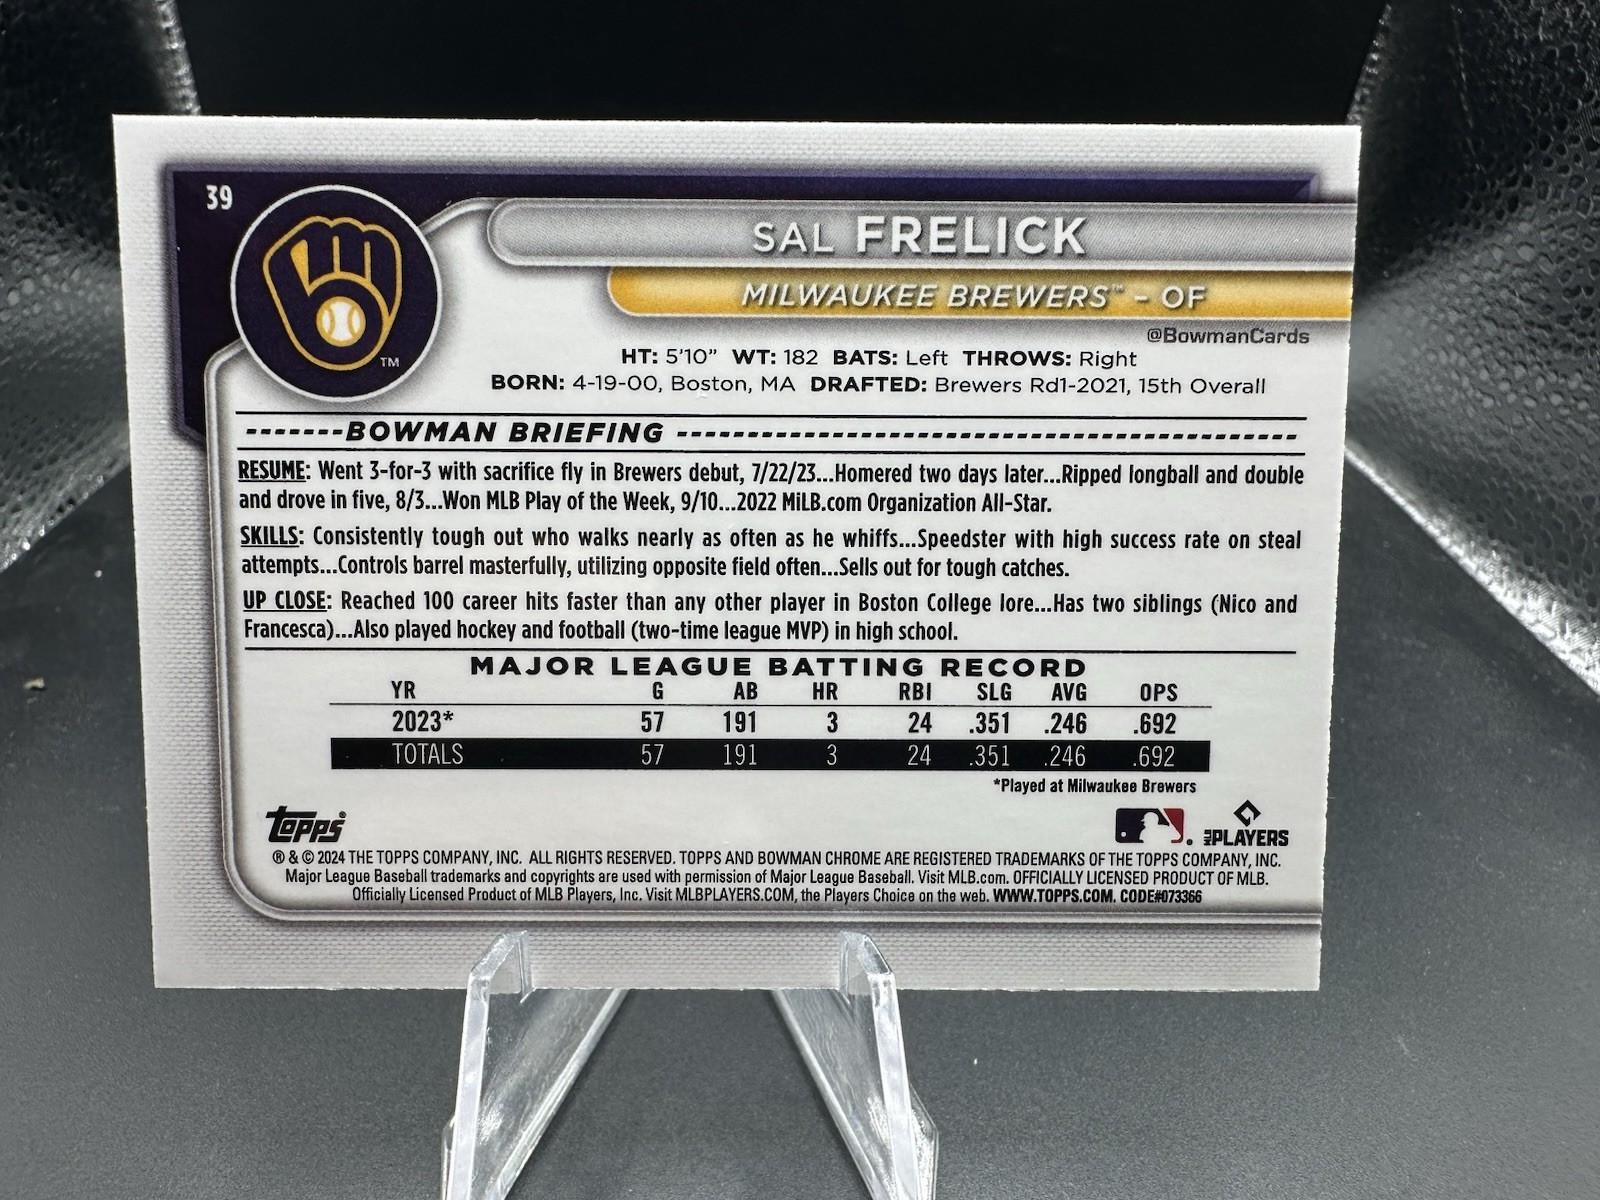 39
SAL FRELICK
MILWAUKEE BREWERS™ - OF
@BowmanCards
TM
HT: 5'10" WT: 182 BATS: Left THROWS: Right
BORN: 4-19-00, Boston, MA DRAFTED: Brewers Rd1-2021, 15th Overall
-------BOWMAN BRIEFING -----------------------------------------------
RESUME: Went 3-for-3 with sacrifice fly in Brewers debut, 7/22/23...Homered two days later...Ripped longball and double
and drove in five, 8/3...Won MLB Play of the Week, 9/10...2022 MiLB.com Organization All-Star.
SKILLS: Consistently tough out who walks nearly as often as he whiffs...Speedster with high success rate on steal
attempts...Controls barrel masterfully, utilizing opposite field often...Sells out for tough catches.
UP CLOSE: Reached 100 career hits faster than any other player in Boston College lore...Has two siblings (Nico and
Francesca)...Also played hockey and football (two-time league MVP) in high school.
MAJOR LEAGUE BATTING RECORD
YR G AB HR RBI SLG AVG OPS
2023* 57 191 3 24 .351 .246 .692
TOTALS 57 191 3 24 .351 .246 .692
*Played at Milwaukee Brewers
topps
MLB PLAYERS
® & © 2024 THE TOPPS COMPANY, INC. ALL RIGHTS RESERVED. TOPPS AND BOWMAN CHROME ARE REGISTERED TRADEMARKS OF THE TOPPS COMPANY, INC.
Major League Baseball trademarks and copyrights are used with permission of Major League Baseball. Visit MLB.com. OFFICIALLY LICENSED PRODUCT OF MLB.
Officially Licensed Product of MLB Players, Inc. Visit MLBPLAYERS.COM, the Players Choice on the web. WWW.TOPPS.COM. CODE#073366